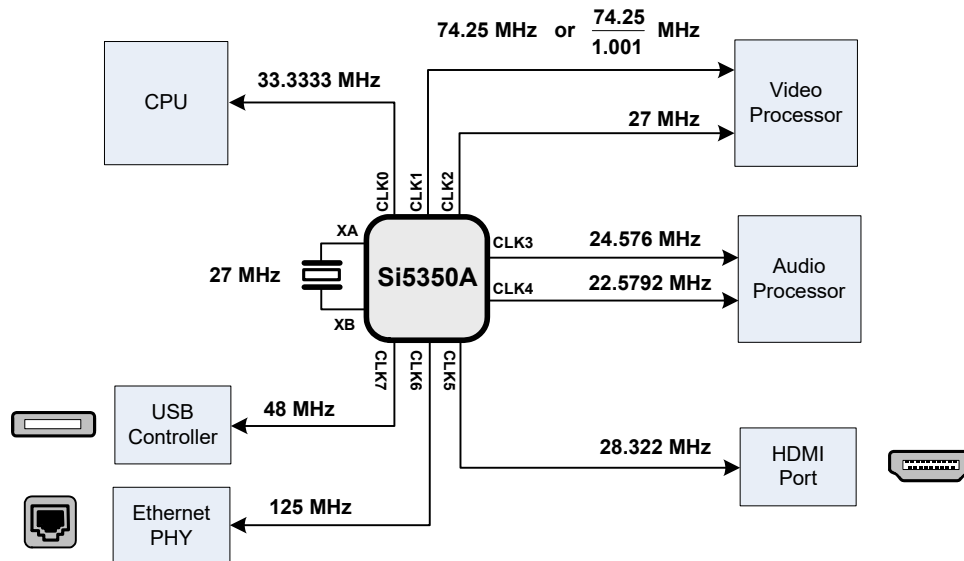 74.25 MHz or 74.25/1.001 MHz
CPU
33.3333 MHz
Video
Processor
27 MHz
CLK0
CLK1
CLK2
XA
27 MHz
XB
Si5350A
CLK3
24.576 MHz
CLK4
22.5792 MHz
Audio
Processor
CLK7
CLK6
CLK5
USB
Controller
48 MHz
28.322 MHz
HDMI
Port
Ethernet
PHY
125 MHz